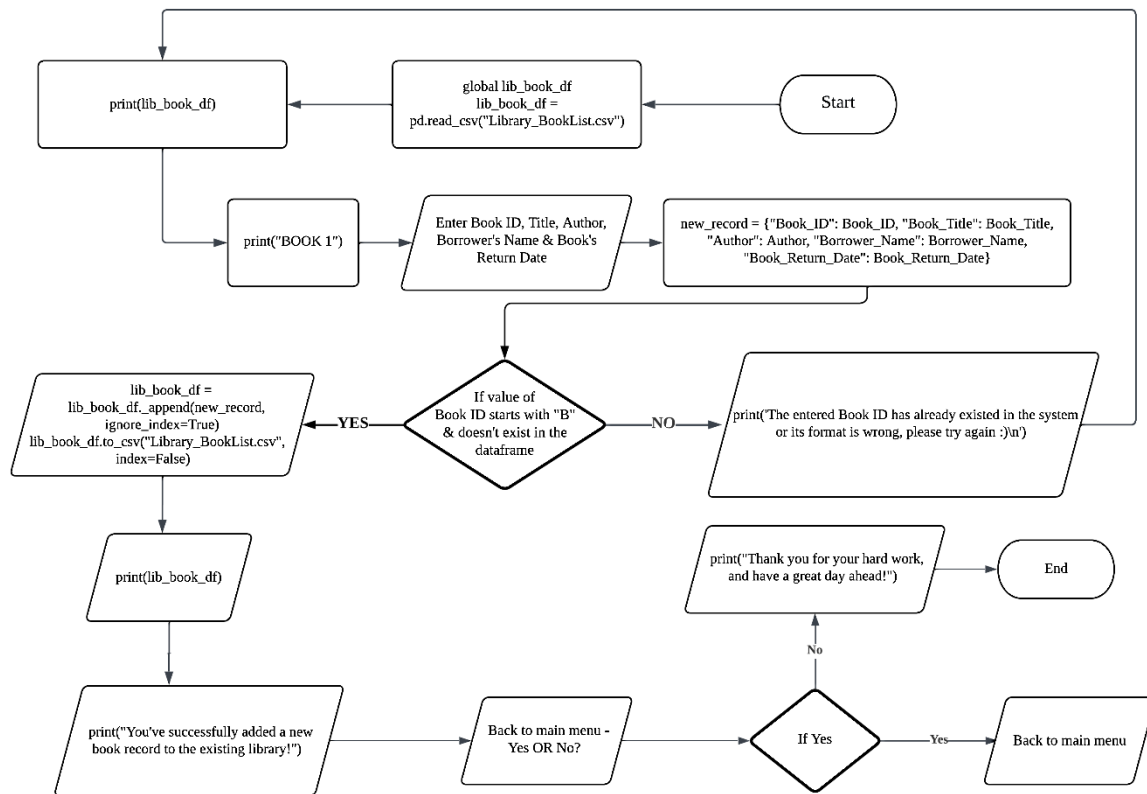 Start
global lib_book_df
lib_book_df =
pd.read_csv("Library_BookList.csv")
print(lib_book_df)
print("BOOK 1")
Enter Book ID, Title, Author,
Borrower's Name & Book's
Return Date
new_record = {"Book_ID": Book_ID, "Book_Title": Book_Title,
"Author": Author, "Borrower_Name": Borrower_Name,
"Book_Return_Date": Book_Return_Date}
If value of
Book ID starts with "B"
& doesn't exist in the
dataframe
NO
print('The entered Book ID has already existed in the system
or its format is wrong, please try again :)\n')
YES
lib_book_df =
lib_book_df._append(new_record,
ignore_index=True)
lib_book_df.to_csv("Library_BookList.csv",
index=False)
print(lib_book_df)
print("You've successfully added a new
book record to the existing library!")
Back to main menu -
Yes OR No?
If Yes
No
print("Thank you for your hard work,
and have a great day ahead!")
End
Yes
Back to main menu